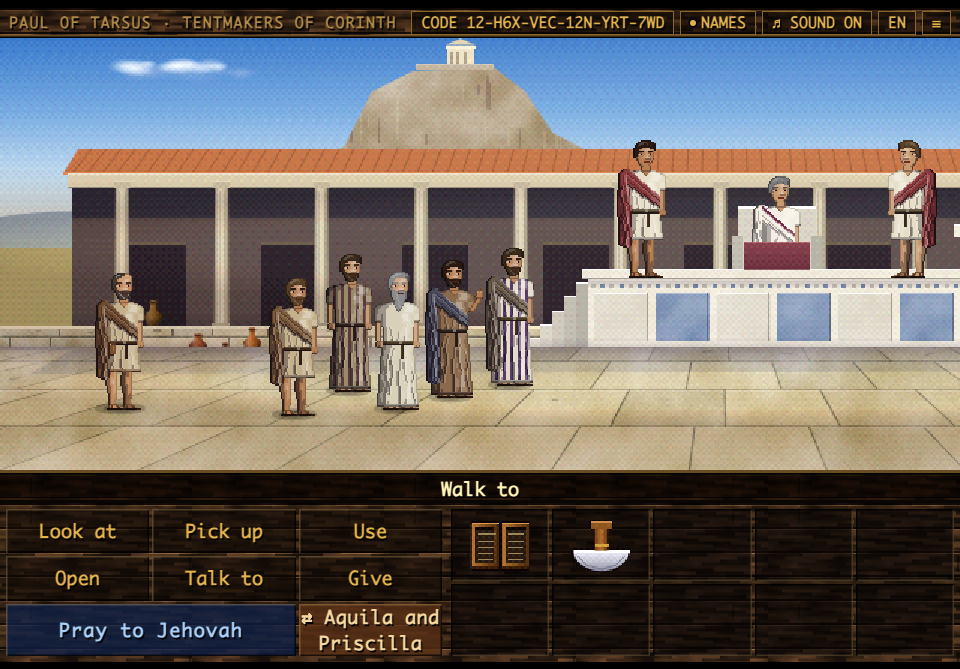 PAUL OF TARSUS · TENTMAKERS OF CORINTH
CODE 12-H6X-VEC-12N-YRT-7WD
● NAMES
♬ SOUND ON
EN
≡
Walk to
Look at
Pick up
Use
Open
Talk to
Give
Pray to Jehovah
⇄ Aquila and
Priscilla